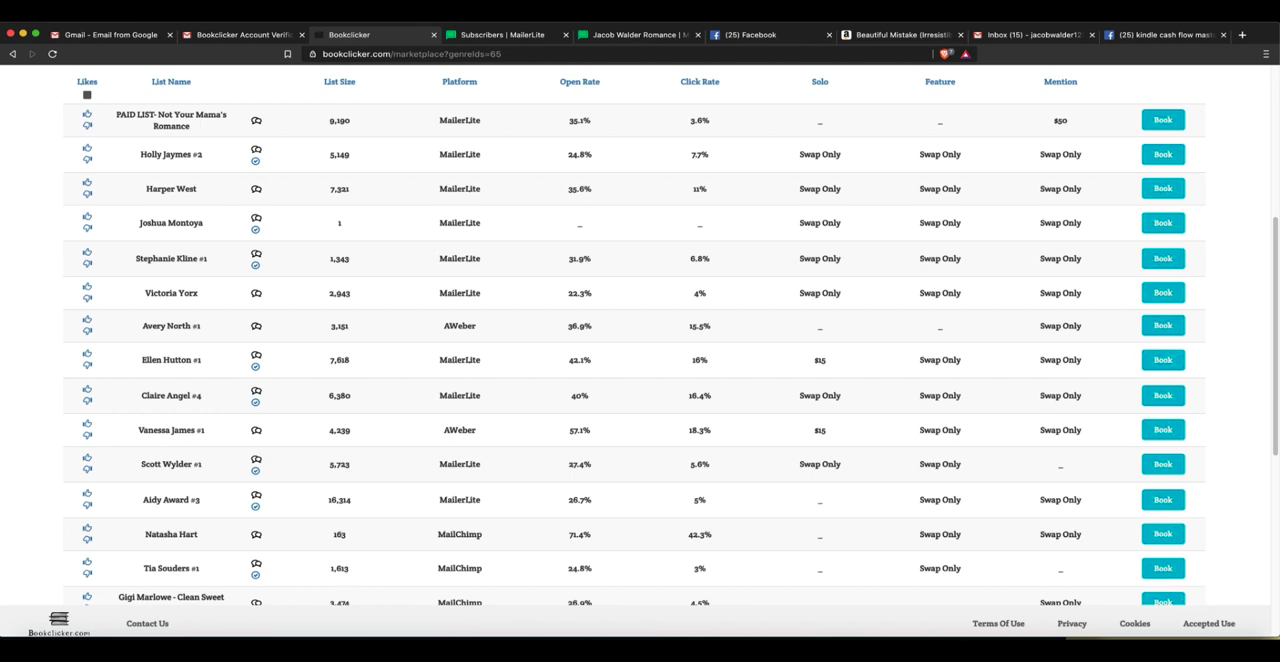 Gmail - Email from Google
Bookclicker Account Verific
Bookclicker
Subscribers | MailerLite
Jacob Walder Romance | M
(25) Facebook
Beautiful Mistake (Irresistib
Inbox (15) - jacobwalder12
(25) kindle cash flow mast
bookclicker.com/marketplace?genreIds=65
Likes List Name List Size Platform Open Rate Click Rate Solo Feature Mention
PAID LIST- Not Your Mama's
Romance
9,190 MailerLite 35.1% 3.6% _ _ $50 Book
Holly Jaymes #2 5,149 MailerLite 24.8% 7.7% Swap Only Swap Only Swap Only Book
Harper West 7,321 MailerLite 35.6% 11% Swap Only Swap Only Swap Only Book
Joshua Montoya 1 MailerLite _ _ Swap Only Swap Only Swap Only Book
Stephanie Kline #1 1,343 MailerLite 31.9% 6.8% Swap Only Swap Only Swap Only Book
Victoria Yorx 2,943 MailerLite 22.3% 4% Swap Only Swap Only Swap Only Book
Avery North #1 3,151 AWeber 36.9% 15.5% _ _ Swap Only Book
Ellen Hutton #1 7,618 MailerLite 42.1% 16% $15 Swap Only Swap Only Book
Claire Angel #4 6,380 MailerLite 40% 16.4% Swap Only Swap Only Swap Only Book
Vanessa James #1 4,239 AWeber 57.1% 18.3% $15 Swap Only Swap Only Book
Scott Wylder #1 5,723 MailerLite 27.4% 5.6% Swap Only Swap Only _ Book
Aidy Award #3 16,314 MailerLite 26.7% 5% _ Swap Only Swap Only Book
Natasha Hart 163 MailChimp 71.4% 42.3% _ Swap Only Swap Only Book
Tia Souders #1 1,613 MailChimp 24.8% 3% _ Swap Only _ Book
Gigi Marlowe - Clean Sweet
3,474 MailChimp 26.9% 4.5% Swap Only Book
Bookclicker.com
Contact Us Terms Of Use Privacy Cookies Accepted Use